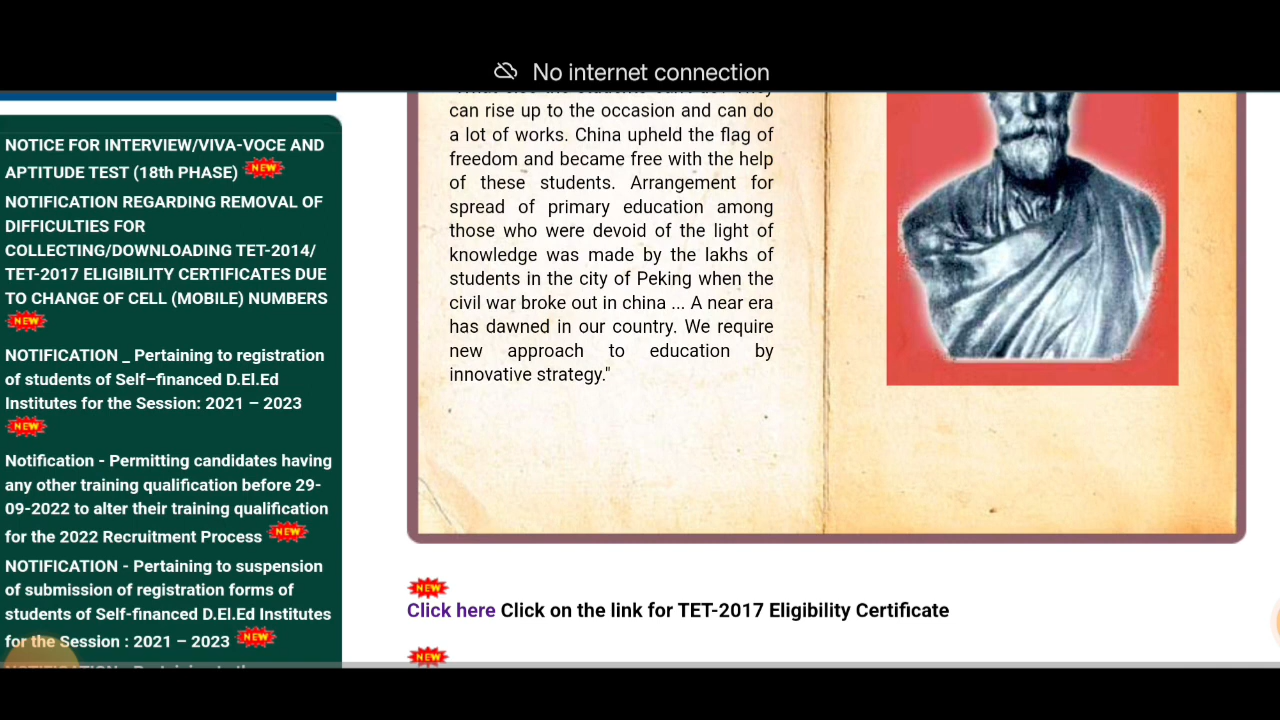 No internet connection
NOTICE FOR INTERVIEW/VIVA-VOCE AND
APTITUDE TEST (18th PHASE) NEW
NOTIFICATION REGARDING REMOVAL OF
DIFFICULTIES FOR
COLLECTING/DOWNLOADING TET-2014/
TET-2017 ELIGIBILITY CERTIFICATES DUE
TO CHANGE OF CELL (MOBILE) NUMBERS
NEW
NOTIFICATION _ Pertaining to registration
of students of Self–financed D.El.Ed
Institutes for the Session: 2021 – 2023
NEW
Notification - Permitting candidates having
any other training qualification before 29-
09-2022 to alter their training qualification
for the 2022 Recruitment Process NEW
NOTIFICATION - Pertaining to suspension
of submission of registration forms of
students of Self-financed D.El.Ed Institutes
for the Session : 2021 – 2023 NEW
can rise up to the occasion and can do
a lot of works. China upheld the flag of
freedom and became free with the help
of these students. Arrangement for
spread of primary education among
those who were devoid of the light of
knowledge was made by the lakhs of
students in the city of Peking when the
civil war broke out in china ... A near era
has dawned in our country. We require
new approach to education by
innovative strategy."
NEW
Click here Click on the link for TET-2017 Eligibility Certificate
NEW